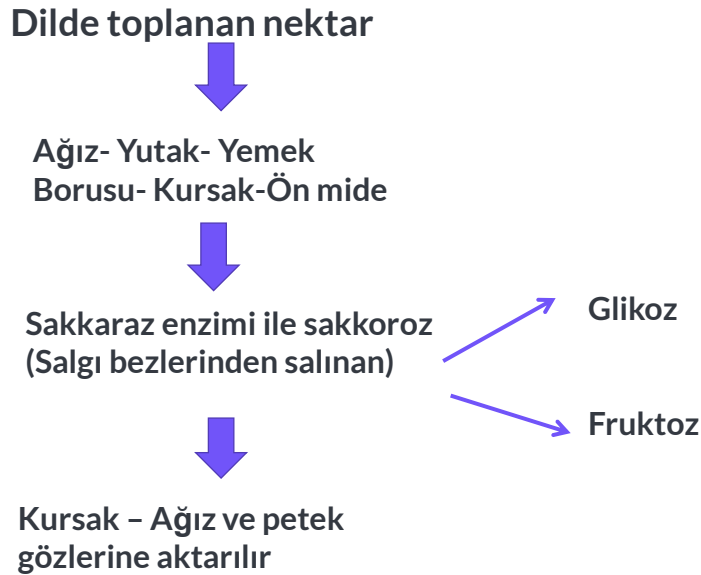 Dilde toplanan nektar
Ağız- Yutak- Yemek
Borusu- Kursak-Ön mide
Sakkaraz enzimi ile sakkoroz
(Salgı bezlerinden salınan)
Glikoz
Fruktoz
Kursak – Ağız ve petek
gözlerine aktarılır